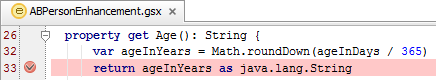 ABPersonEnhancement.gsx
26 property get Age(): String {
32 var ageInYears = Math.roundDown(ageInDays / 365)
33 return ageInYears as java.lang.String